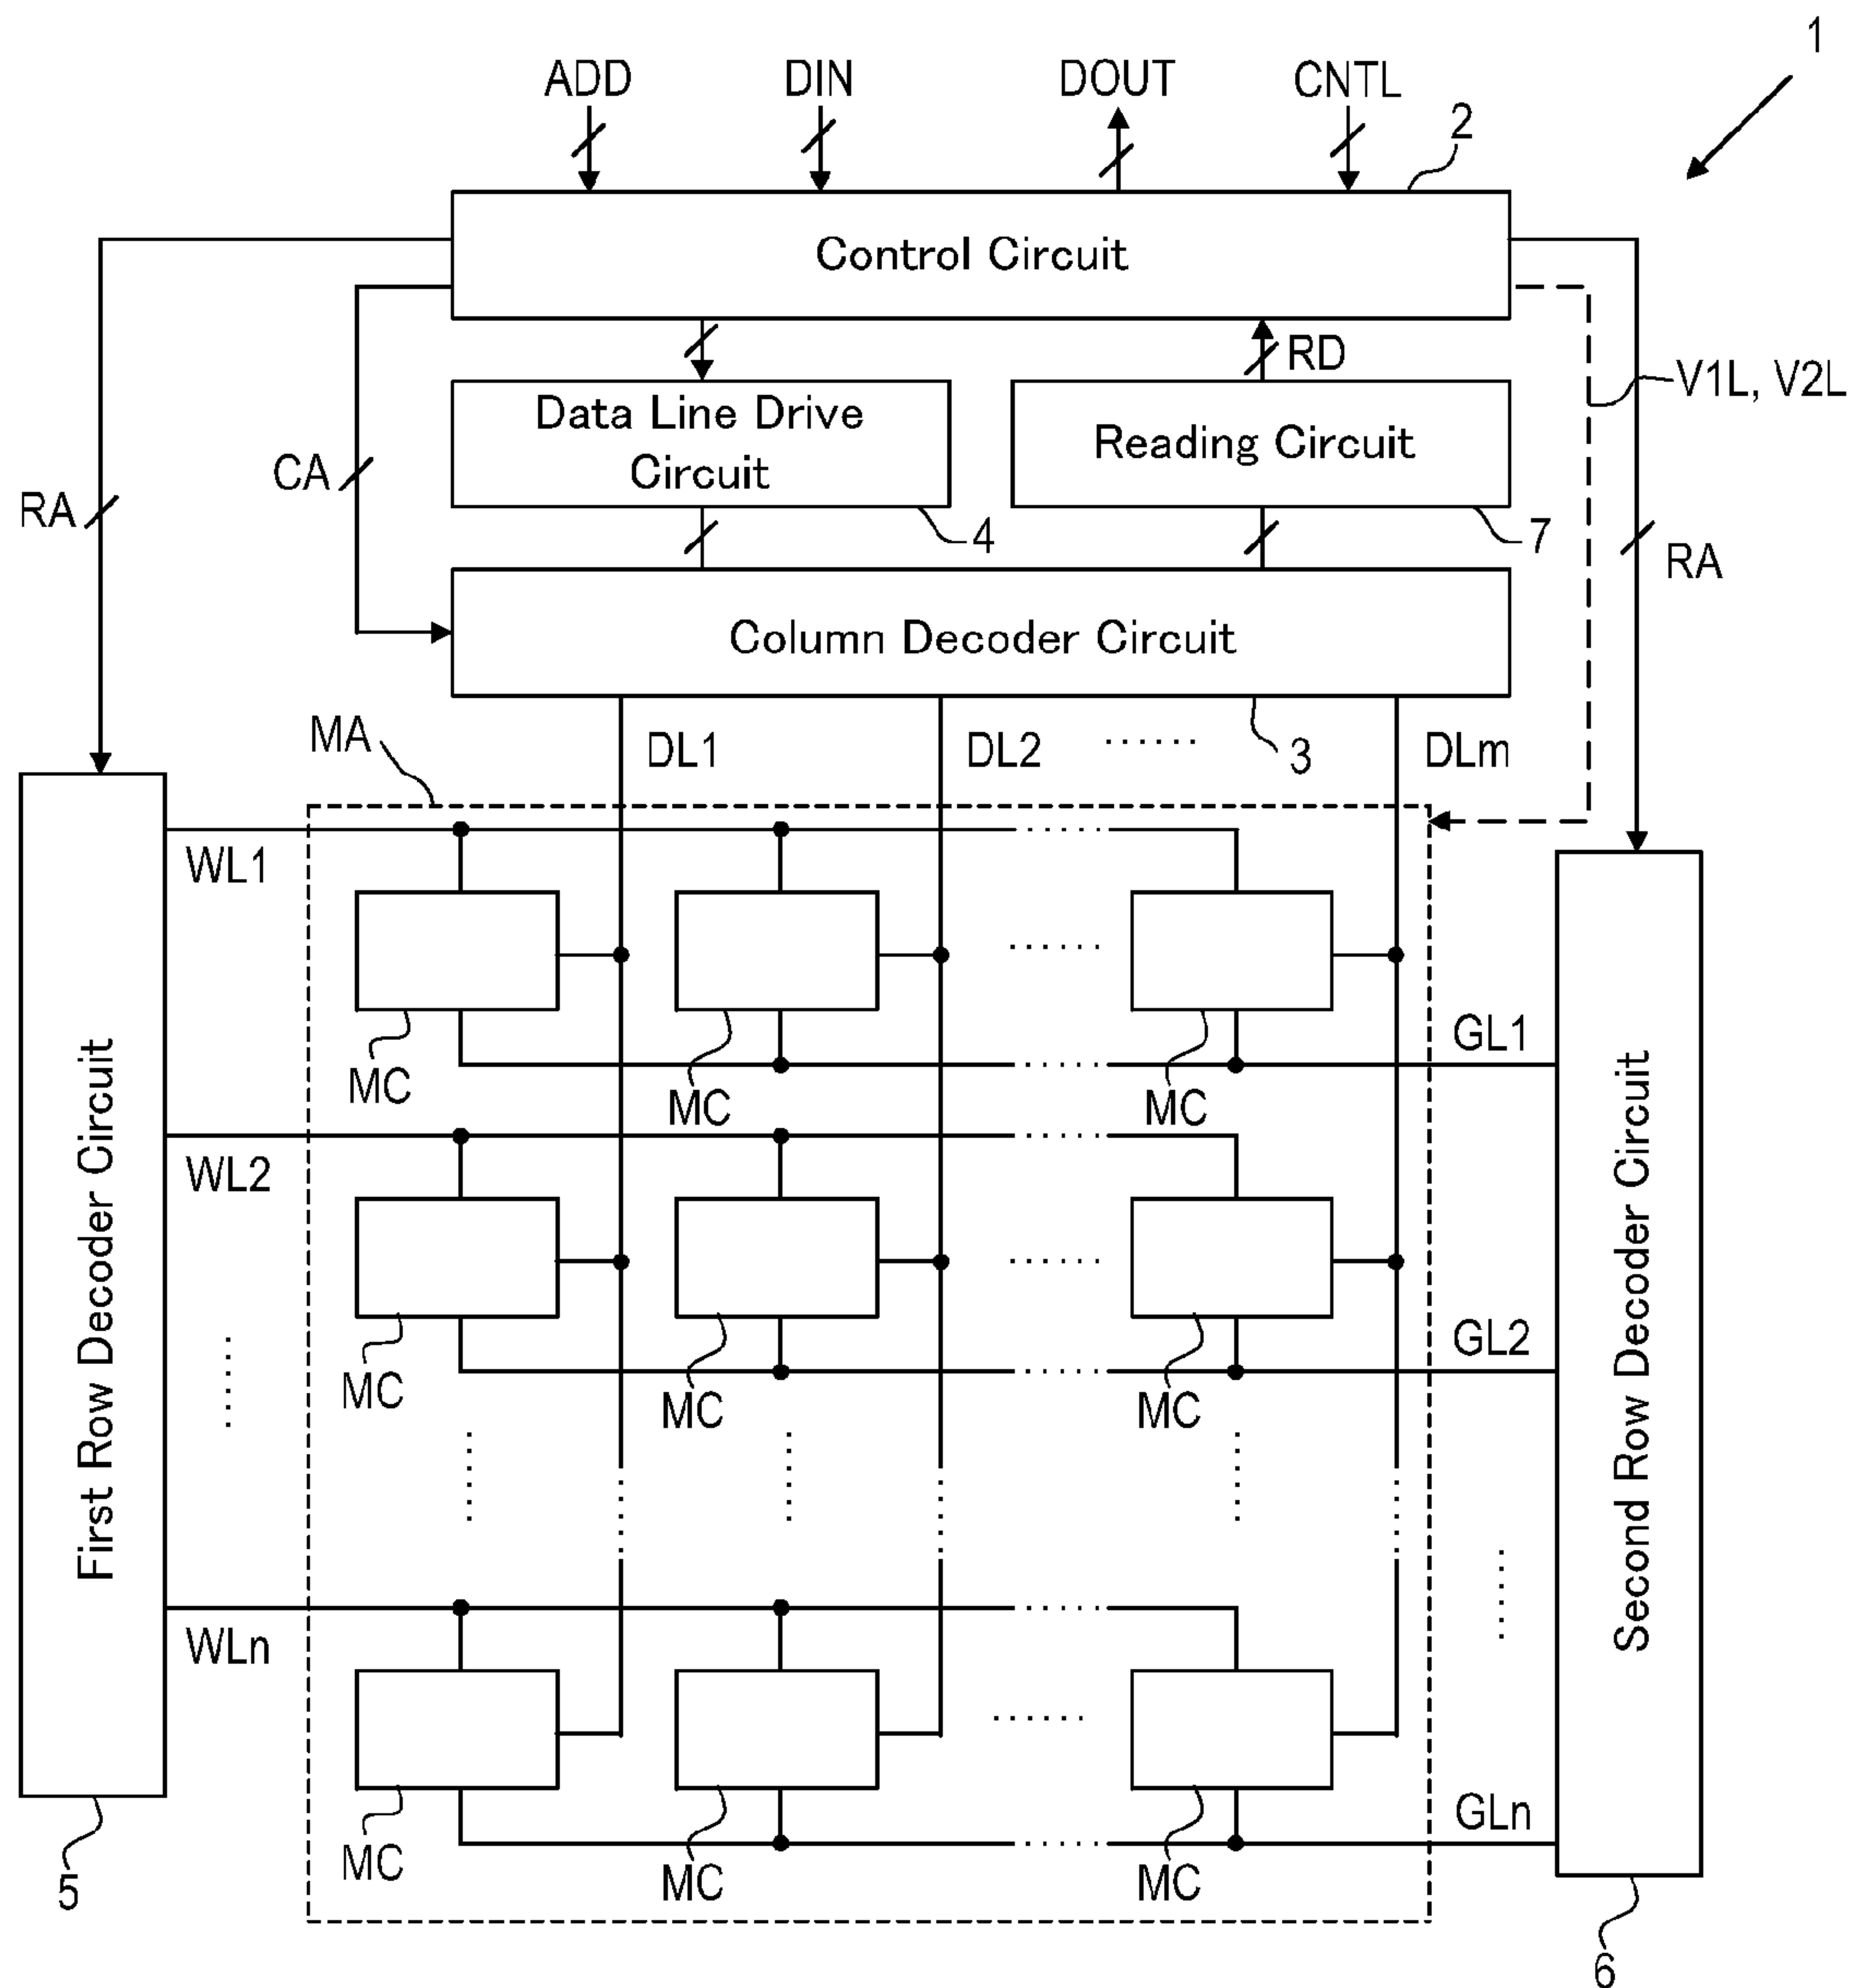 1
ADD
DIN
DOUT
CNTL
2
Control Circuit
RD
V1L, V2L
Data Line Drive
Circuit
Reading Circuit
CA
RA
4
7
RA
Column Decoder Circuit
MA
DL1
DL2
......
3
DLm
WL1
......
GL1
MC
MC
MC
WL2
......
GL2
MC
MC
MC
First Row Decoder Circuit
Second Row Decoder Circuit
WLn
......
GLn
MC
MC
MC
5
6